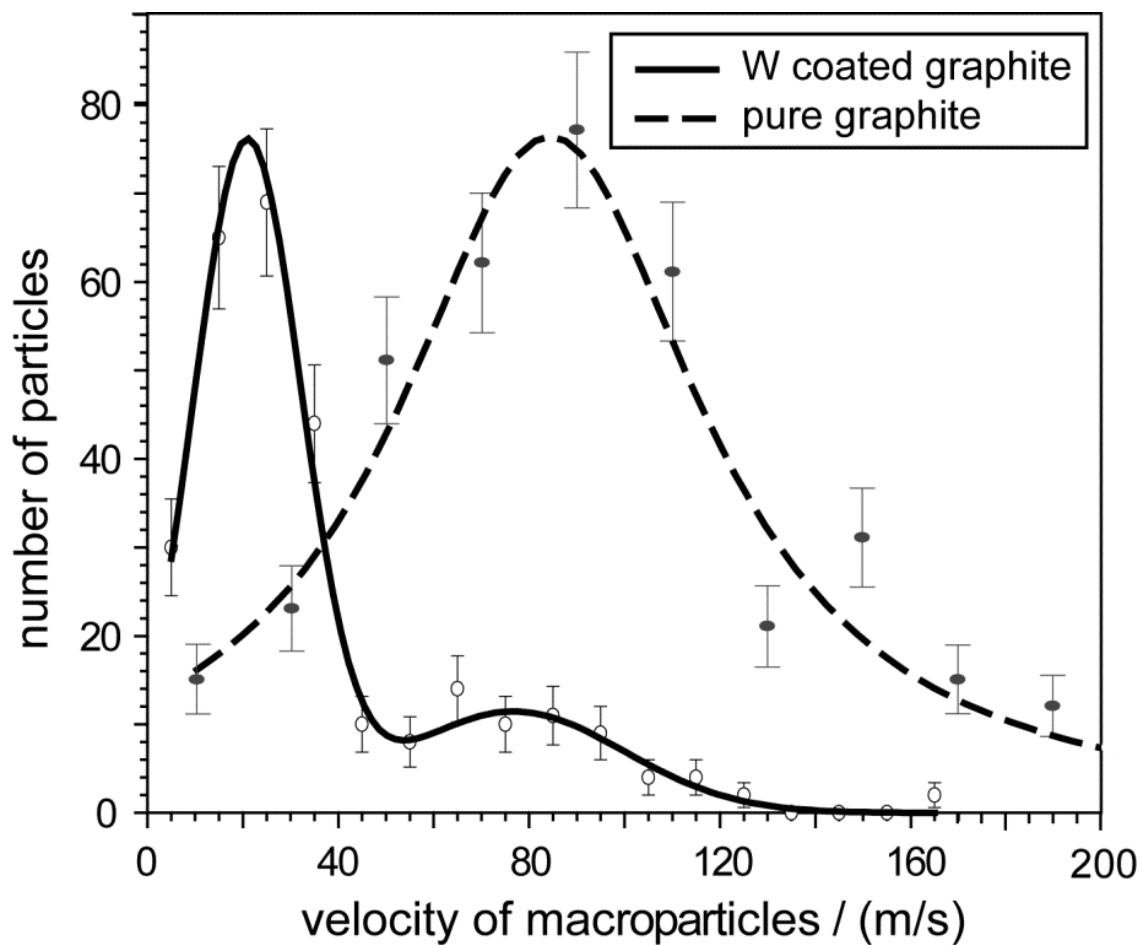 W coated graphite
pure graphite
80
60
40
20
0
number of particles
0 40 80 120 160 200
velocity of macroparticles / (m/s)